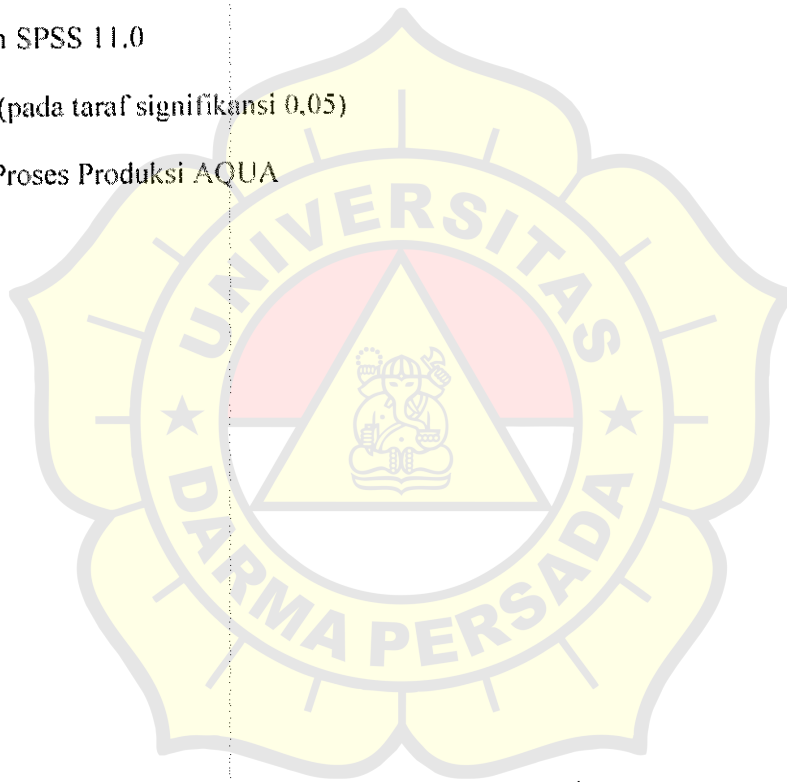 n SPSS 11.0
(pada taraf signifikansi 0,05)
Proses Produksi AQUA
UNIVERSITAS
DARMA PERSADA